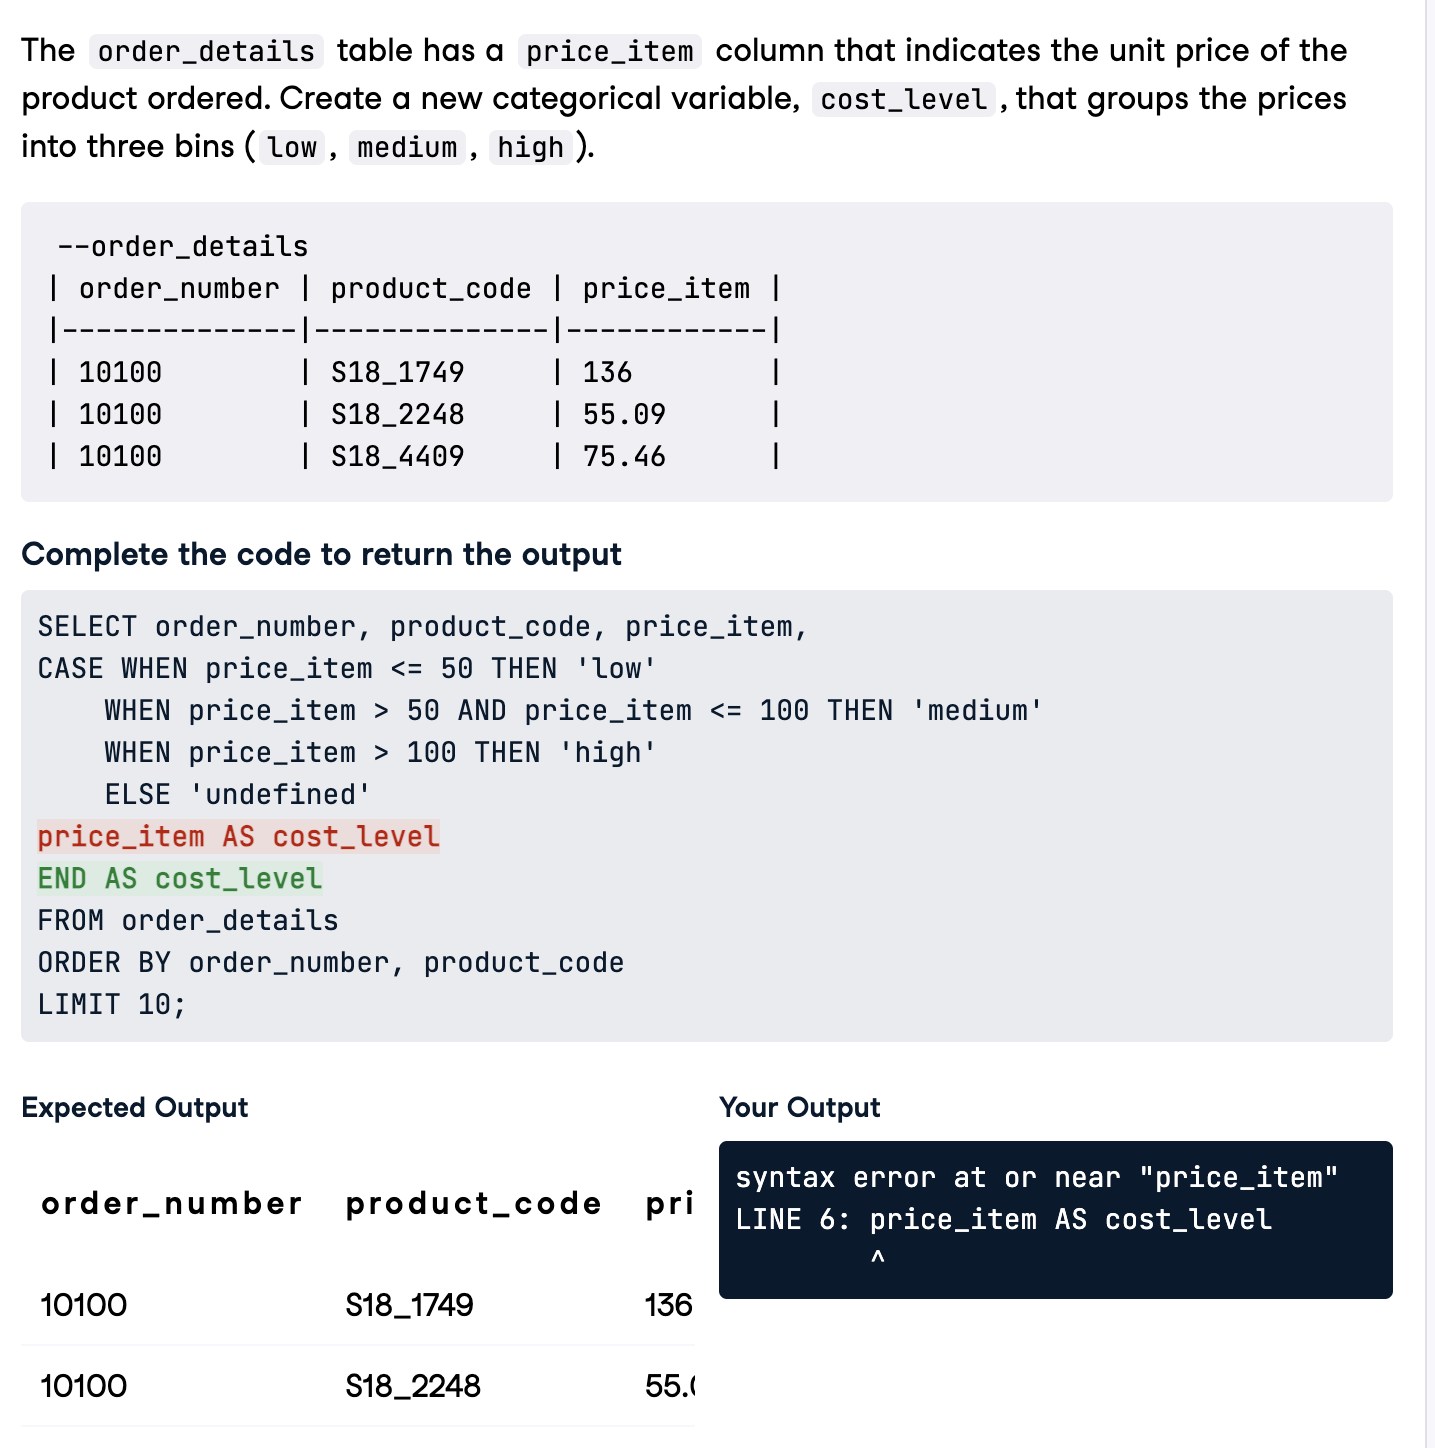 The order_details table has a price_item column that indicates the unit price of the
product ordered. Create a new categorical variable, cost_level, that groups the prices
into three bins (low, medium, high).
--order_details
| order_number | product_code | price_item |
|--------------|--------------|------------|
| 10100 | S18_1749 | 136 |
| 10100 | S18_2248 | 55.09 |
| 10100 | S18_4409 | 75.46 |
Complete the code to return the output
SELECT order_number, product_code, price_item,
CASE WHEN price_item <= 50 THEN 'low'
    WHEN price_item > 50 AND price_item <= 100 THEN 'medium'
    WHEN price_item > 100 THEN 'high'
    ELSE 'undefined'
price_item AS cost_level
END AS cost_level
FROM order_details
ORDER BY order_number, product_code
LIMIT 10;
Expected Output
order_number product_code pri
10100 S18_1749 136
10100 S18_2248 55.0
Your Output
syntax error at or near "price_item"
LINE 6: price_item AS cost_level
        ^